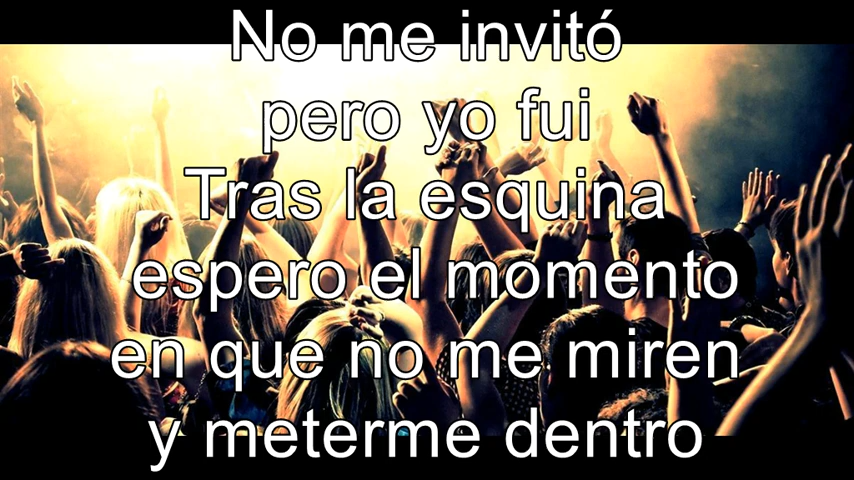 No me invitó
pero yo fui
Tras la esquina
espero el momento
en que no me miren
y meterme dentro